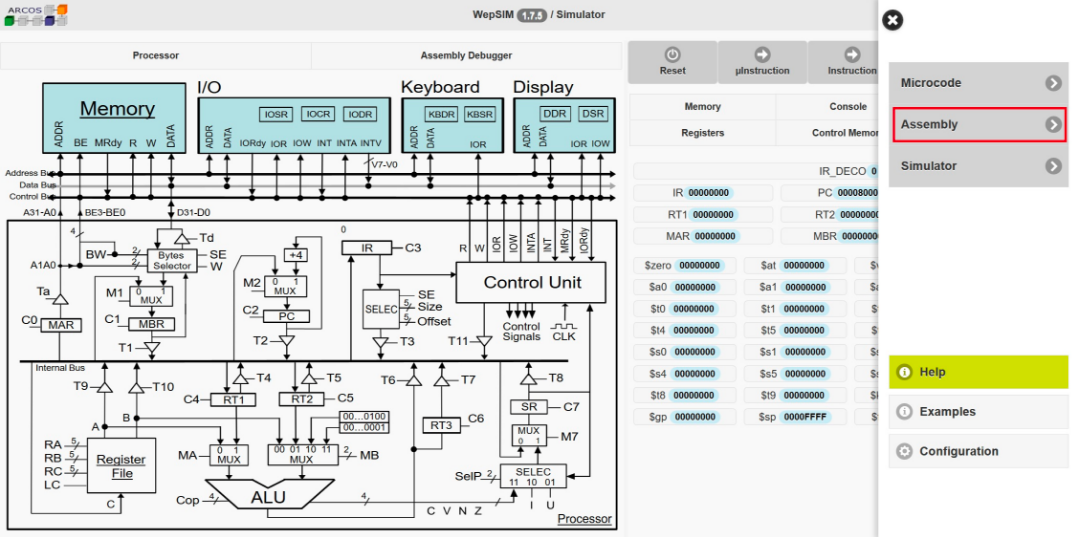 ARCOS
WepSIM 1.7.5 / Simulator
Processor
Assembly Debugger
Reset
µInstruction
Instruction
Microcode
Assembly
Simulator
Memory
Console
Registers
Control Memor
IR_DECO 0
IR 00000000
PC 00008000
RT1 00000000
RT2 00000000
MAR 00000000
MBR 00000000
$zero 00000000
$at 00000000
$v
$a0 00000000
$a1 00000000
$a
$t0 00000000
$t1 00000000
$t4 00000000
$t5 00000000
$s0 00000000
$s1 00000000
$s4 00000000
$s5 00000000
$t8 00000000
$t9 00000000
$gp 00000000
$sp 0000FFFF
Help
Examples
Configuration
Memory
ADDR
BE MRdy R W
DATA
I/O
IOSR
IOCR
IODR
ADDR
DATA
IORdy IOR IOW INT INTA INTV
Keyboard
KBDR
KBSR
ADDR
DATA
IOR
Display
DDR
DSR
ADDR
DATA
IOR IOW
V7-V0
Address Bus
Data Bus
Control Bus
A31-A0
BE3-BE0
D31-D0
4
Td
BW
2
2
Bytes
Selector
SE
W
A1A0
Ta
M1
0 1
MUX
C0
MAR
C1
MBR
T1
+4
M2
0 1
MUX
C2
PC
T2
0
IR
C3
SELEC
SE
5 Size
5 Offset
T3
R
W
IOR
IOW
INTA
INT
MRdy
IORdy
Control Unit
Control
Signals
CLK
T11
Internal Bus
T9
T10
T4
T5
T6
T7
T8
C4
RT1
RT2
C5
00...0100
00...0001
RT3
C6
SR
C7
MUX
0 1
M7
A
B
RA 5
RB 5
RC 5
LC
Register
File
C
MA
0 1
MUX
00 01 10 11
MUX
2
MB
SelP
2
SELEC
11 10 01
I U
Cop
4
ALU
4
C V N Z
Processor